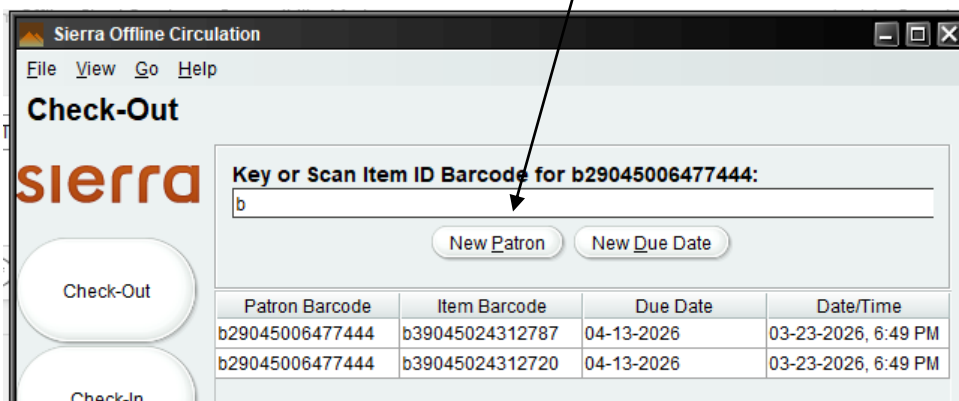 Sierra Offline Circulation
File View Go Help
Check-Out
sierra
Key or Scan Item ID Barcode for b29045006477444:
b
New Patron New Due Date
Check-Out
Patron Barcode Item Barcode Due Date Date/Time
b29045006477444 b39045024312787 04-13-2026 03-23-2026, 6:49 PM
b29045006477444 b39045024312720 04-13-2026 03-23-2026, 6:49 PM
Check-In